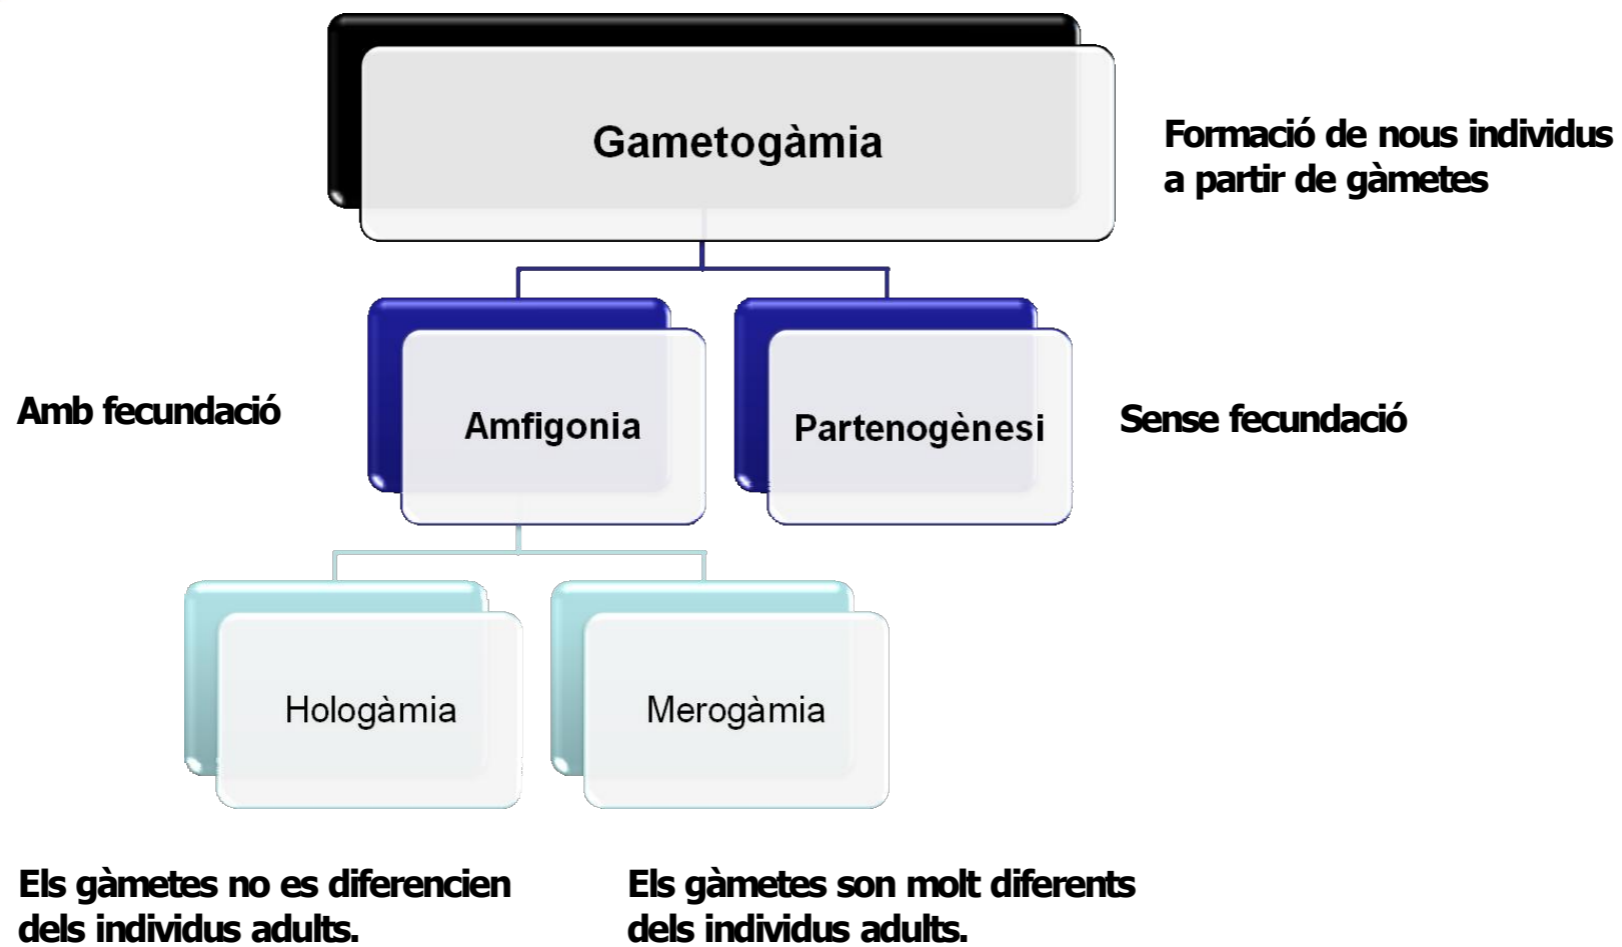 Gametogàmia
Formació de nous individus
a partir de gàmetes
Amb fecundació
Amfigonia
Partenogènesi
Sense fecundació
Hologàmia
Merogàmia
Els gàmetes no es diferencien
dels individus adults.
Els gàmetes son molt diferents
dels individus adults.